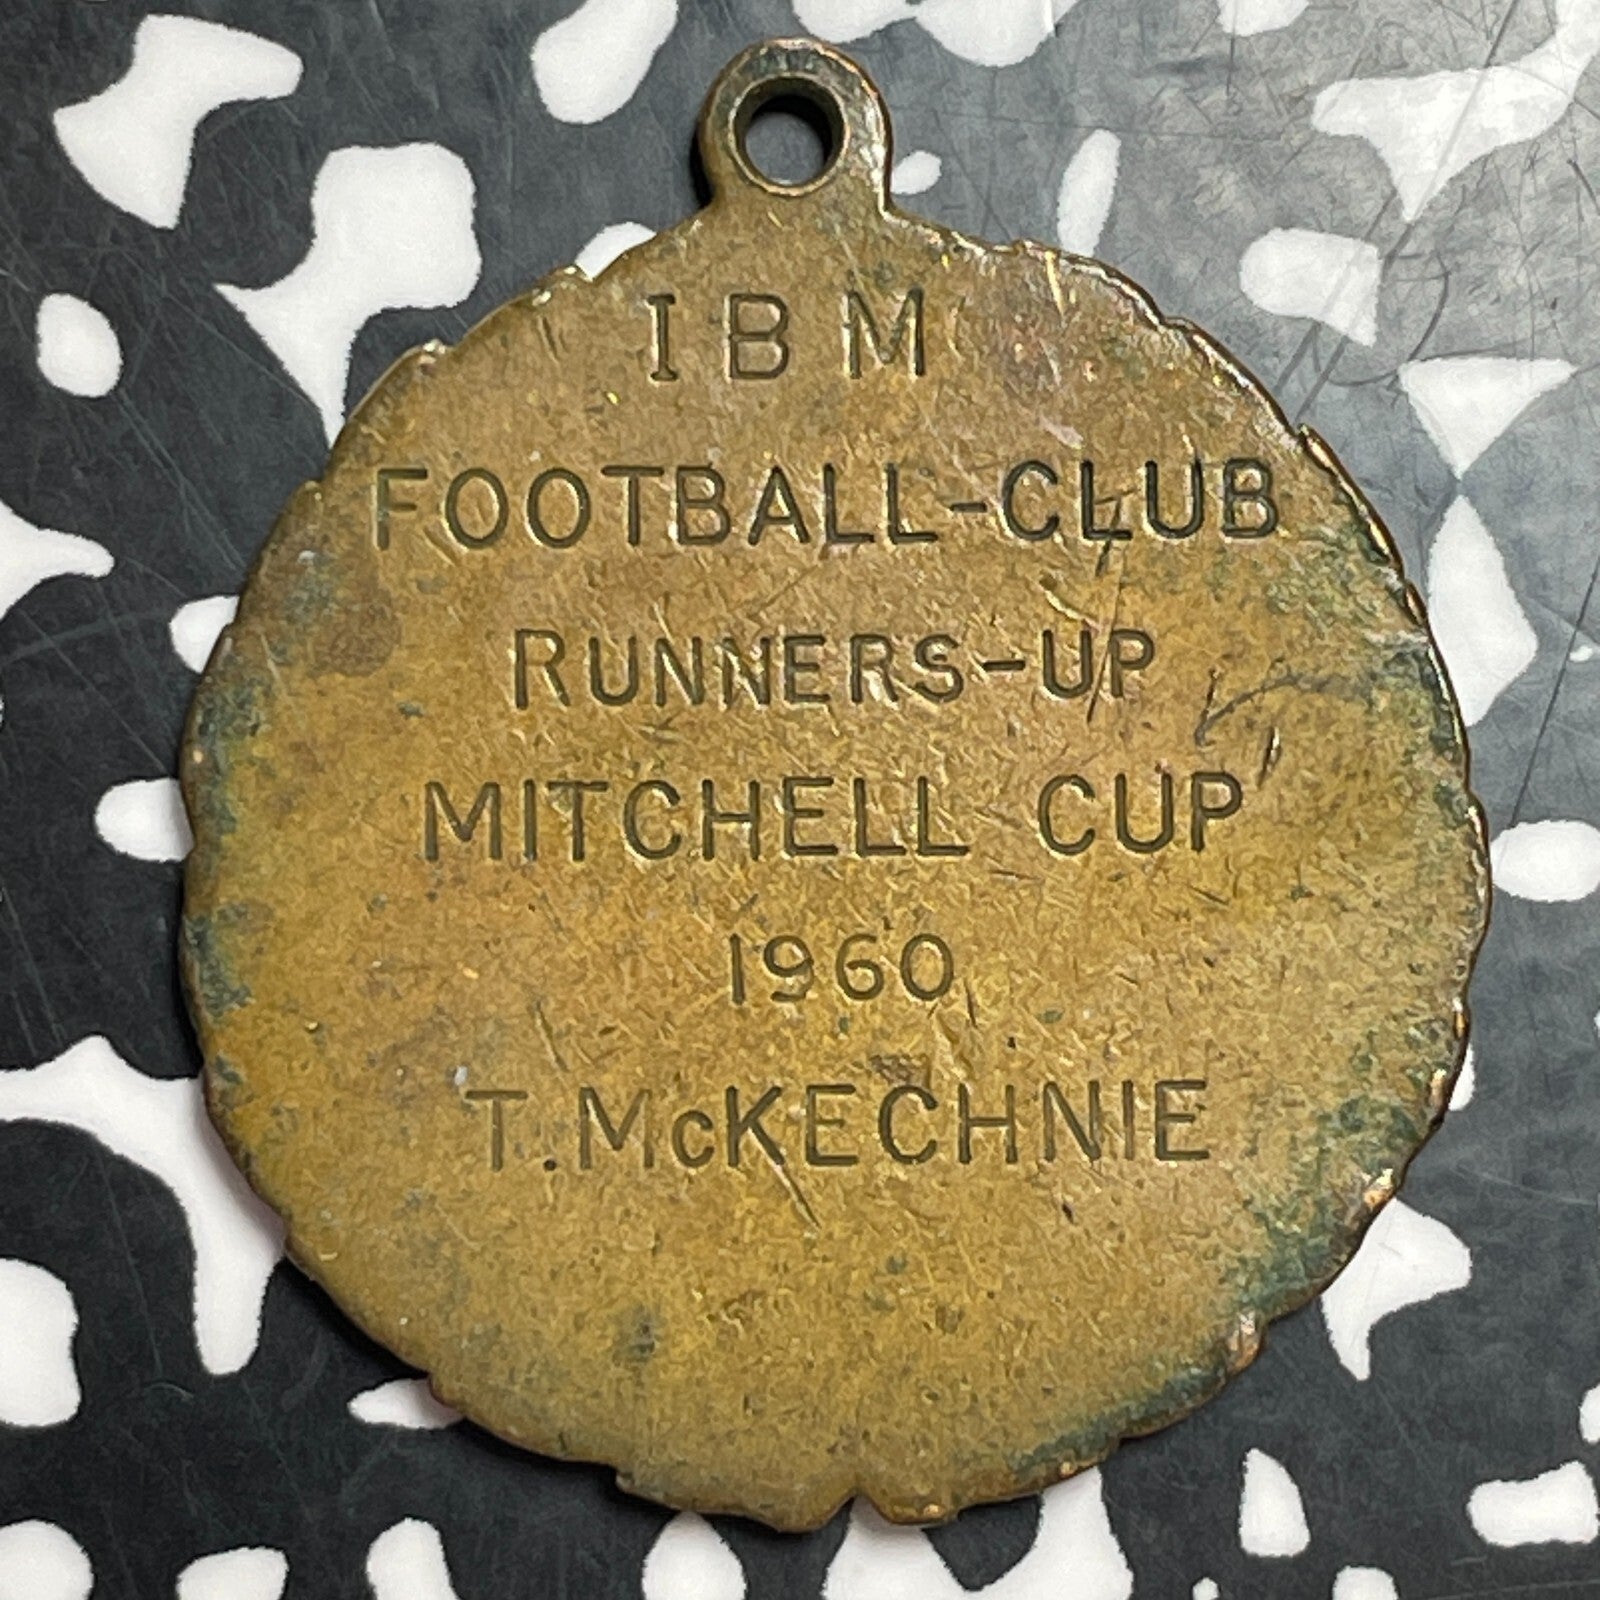 IBM
FOOTBALL-CLUB
RUNNERS-UP
MITCHELL CUP
1960
T. McKECHNIE